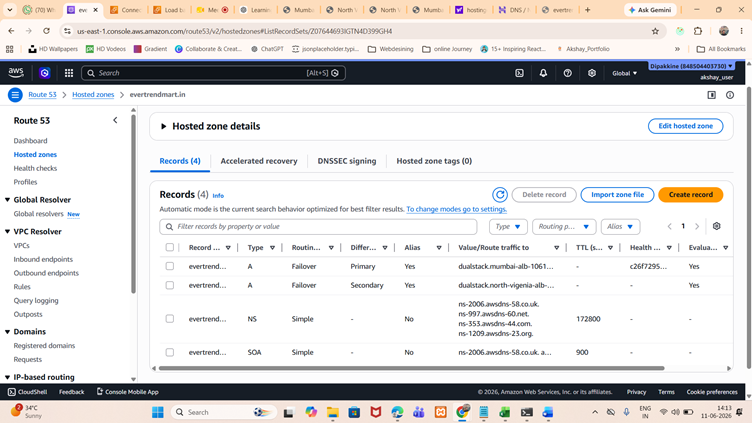 (70) Wh
eve
Connec
Load b
Mee
Learnin
Mumba
North V
North V
Mumba
hosting
DNS / N
evertre
Ask Gemini
us-east-1.console.aws.amazon.com/route53/v2/hostedzones#ListRecordSets/Z07644693IGTN4D399GH4
HD Wallpapers
HD Videos
Gradient
Collaborate & Creat...
ChatGPT
jsonplaceholder.typi...
Webdesining
online Journey
15+ Inspiring React...
Akshay_Portfolio
All Bookmarks
aws
Search [Alt+S]
Global
Dipakkine (848504403730)
akshay_user
Route 53 > Hosted zones > evertrendmart.in
Route 53
Dashboard
Hosted zones
Health checks
Profiles
Global Resolver
Global resolvers New
VPC Resolver
VPCs
Inbound endpoints
Outbound endpoints
Rules
Query logging
Outposts
Domains
Registered domains
Requests
IP-based routing
Hosted zone details
Edit hosted zone
Records (4)
Accelerated recovery
DNSSEC signing
Hosted zone tags (0)
Records (4) Info
Delete record
Import zone file
Create record
Automatic mode is the current search behavior optimized for best filter results. To change modes go to settings.
Filter records by property or value
Type
Routing p...
Alias
1
Record ... Type Routin... Differ... Alias Value/Route traffic to TTL (s... Health ... Evalua...
evertrend... A Failover Primary Yes dualstack.mumbai-alb-1061... - c26f7295... Yes
evertrend... A Failover Secondary Yes dualstack.north-vigenia-alb-... - - Yes
evertrend... NS Simple - No ns-2006.awsdns-58.co.uk.
ns-997.awsdns-60.net.
ns-353.awsdns-44.com.
ns-1209.awsdns-23.org.
172800 - -
evertrend... SOA Simple - No ns-2006.awsdns-58.co.uk. a... 900 - -
CloudShell
Feedback
Console Mobile App
© 2026, Amazon Web Services, Inc. or its affiliates.
Privacy
Terms
Cookie preferences
2
34°C
Sunny
Search
ENG
IN
14:13
11-06-2026